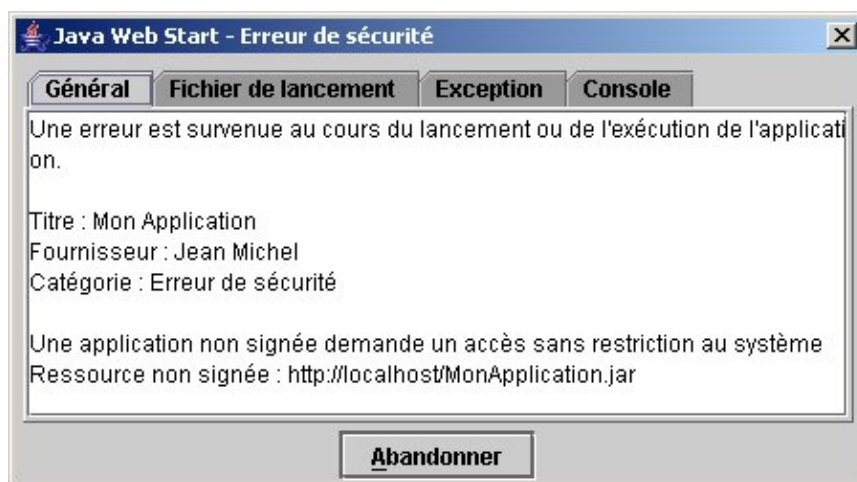 Java Web Start - Erreur de sécurité
Général Fichier de lancement Exception Console
Une erreur est survenue au cours du lancement ou de l'exécution de l'applicati
on.
Titre : Mon Application
Fournisseur : Jean Michel
Catégorie : Erreur de sécurité
Une application non signée demande un accès sans restriction au système
Ressource non signée : http://localhost/MonApplication.jar
Abandonner